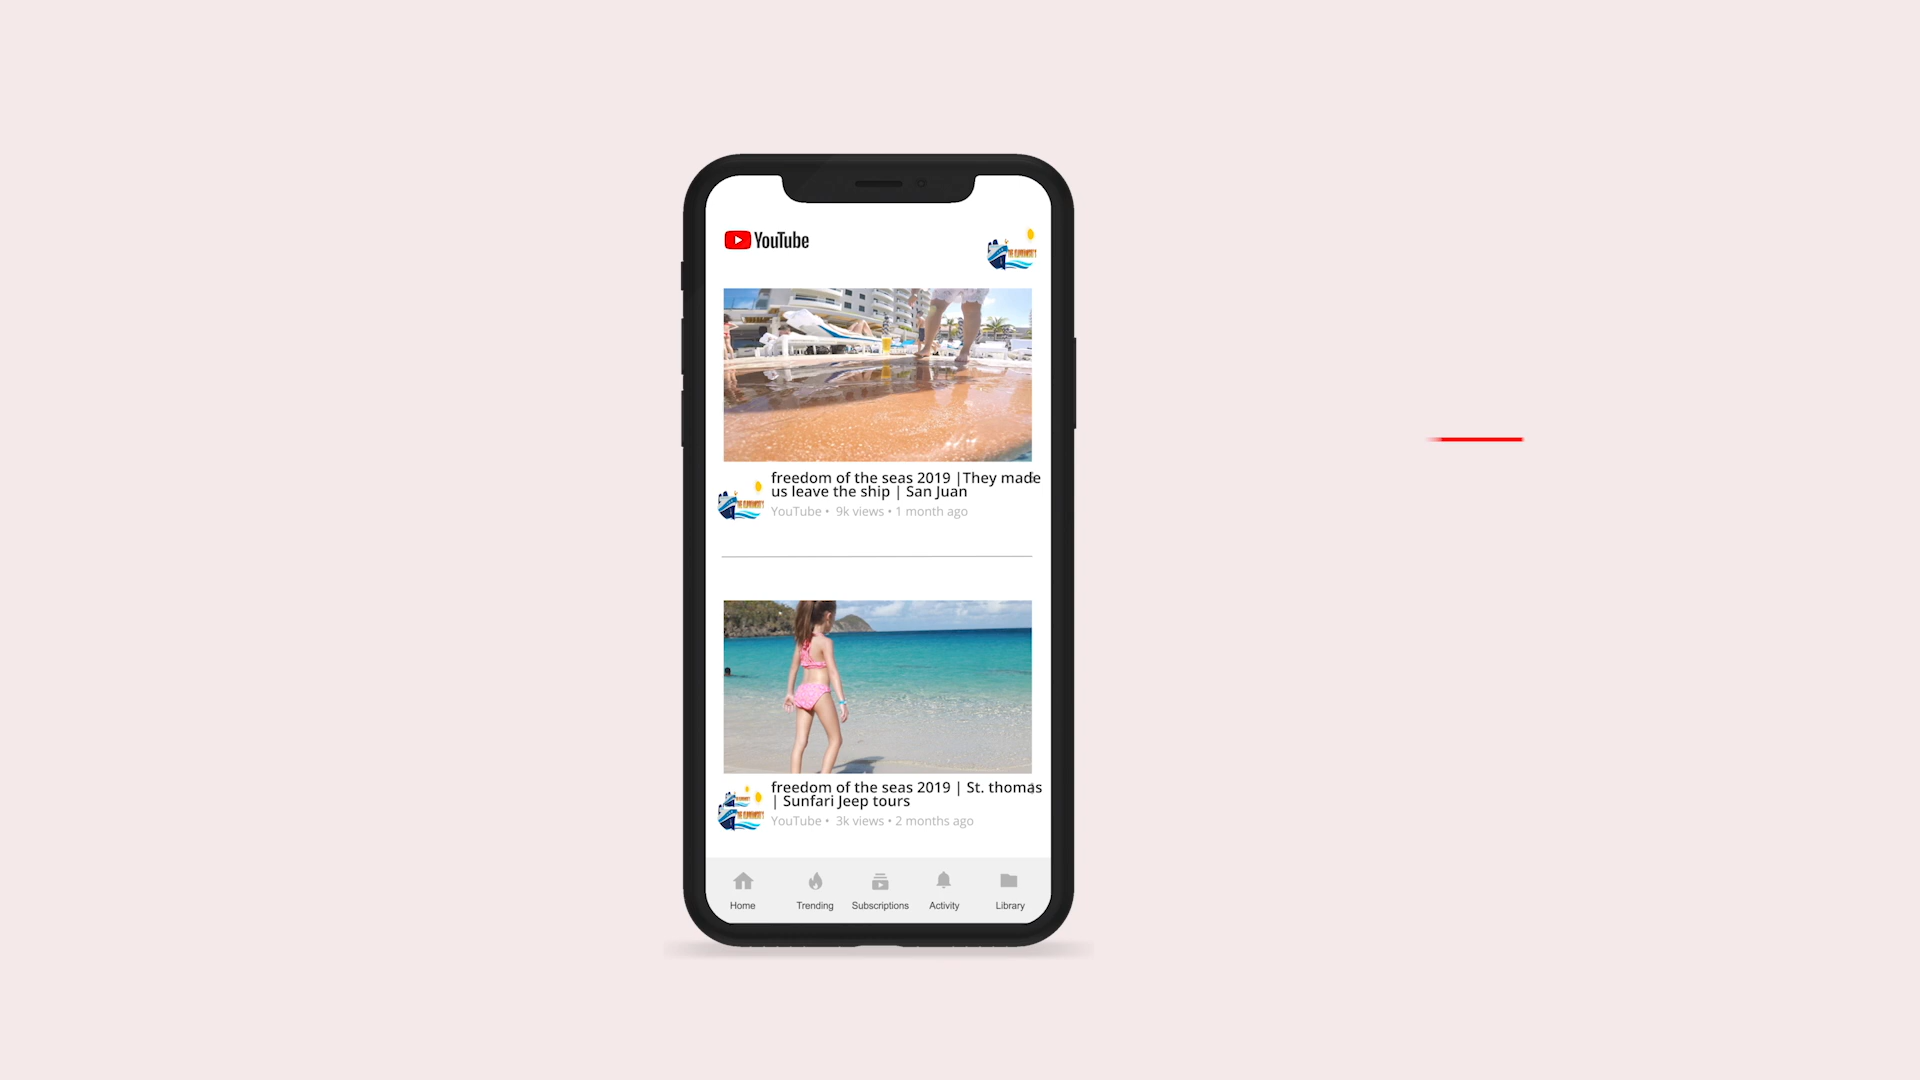 YouTube
freedom of the seas 2019 |They made
us leave the ship | San Juan
YouTube • 9k views • 1 month ago
freedom of the seas 2019 | St. thomas
| Sunfari Jeep tours
YouTube • 3k views • 2 months ago
Home Trending Subscriptions Activity Library